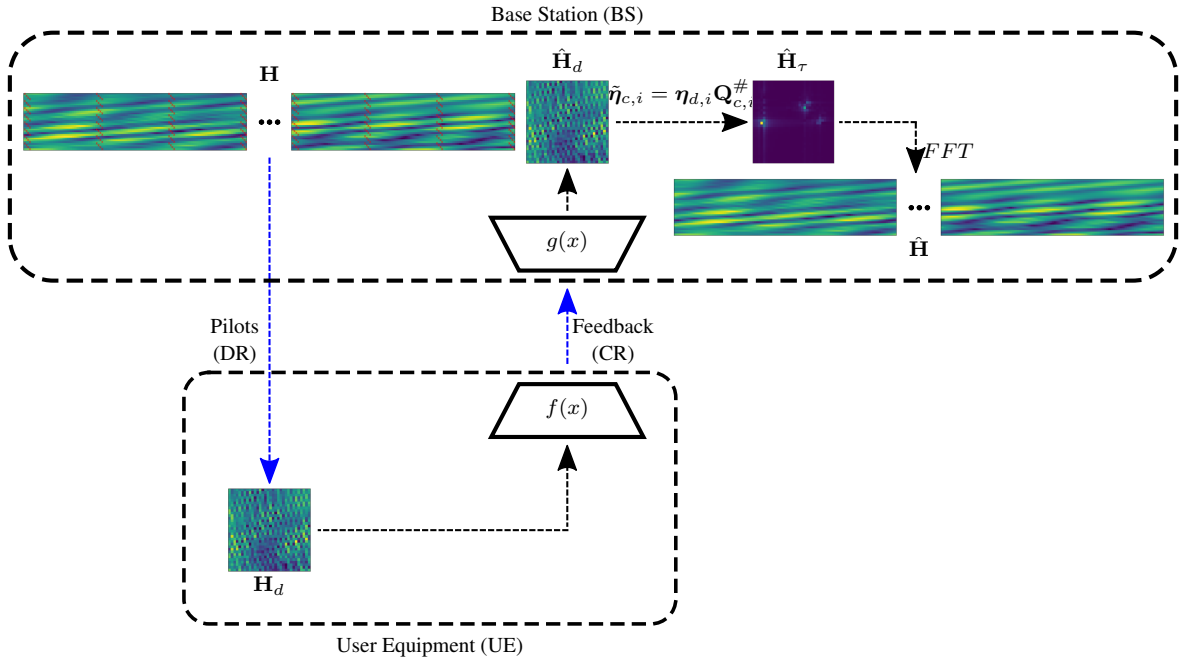 Base Station (BS)
H
Ĥ_d
η̃_{c,i} = η_{d,i} Q^#_{c,i}
Ĥ_τ
FFT
Ĥ
g(x)
Pilots
(DR)
Feedback
(CR)
f(x)
H_d
User Equipment (UE)